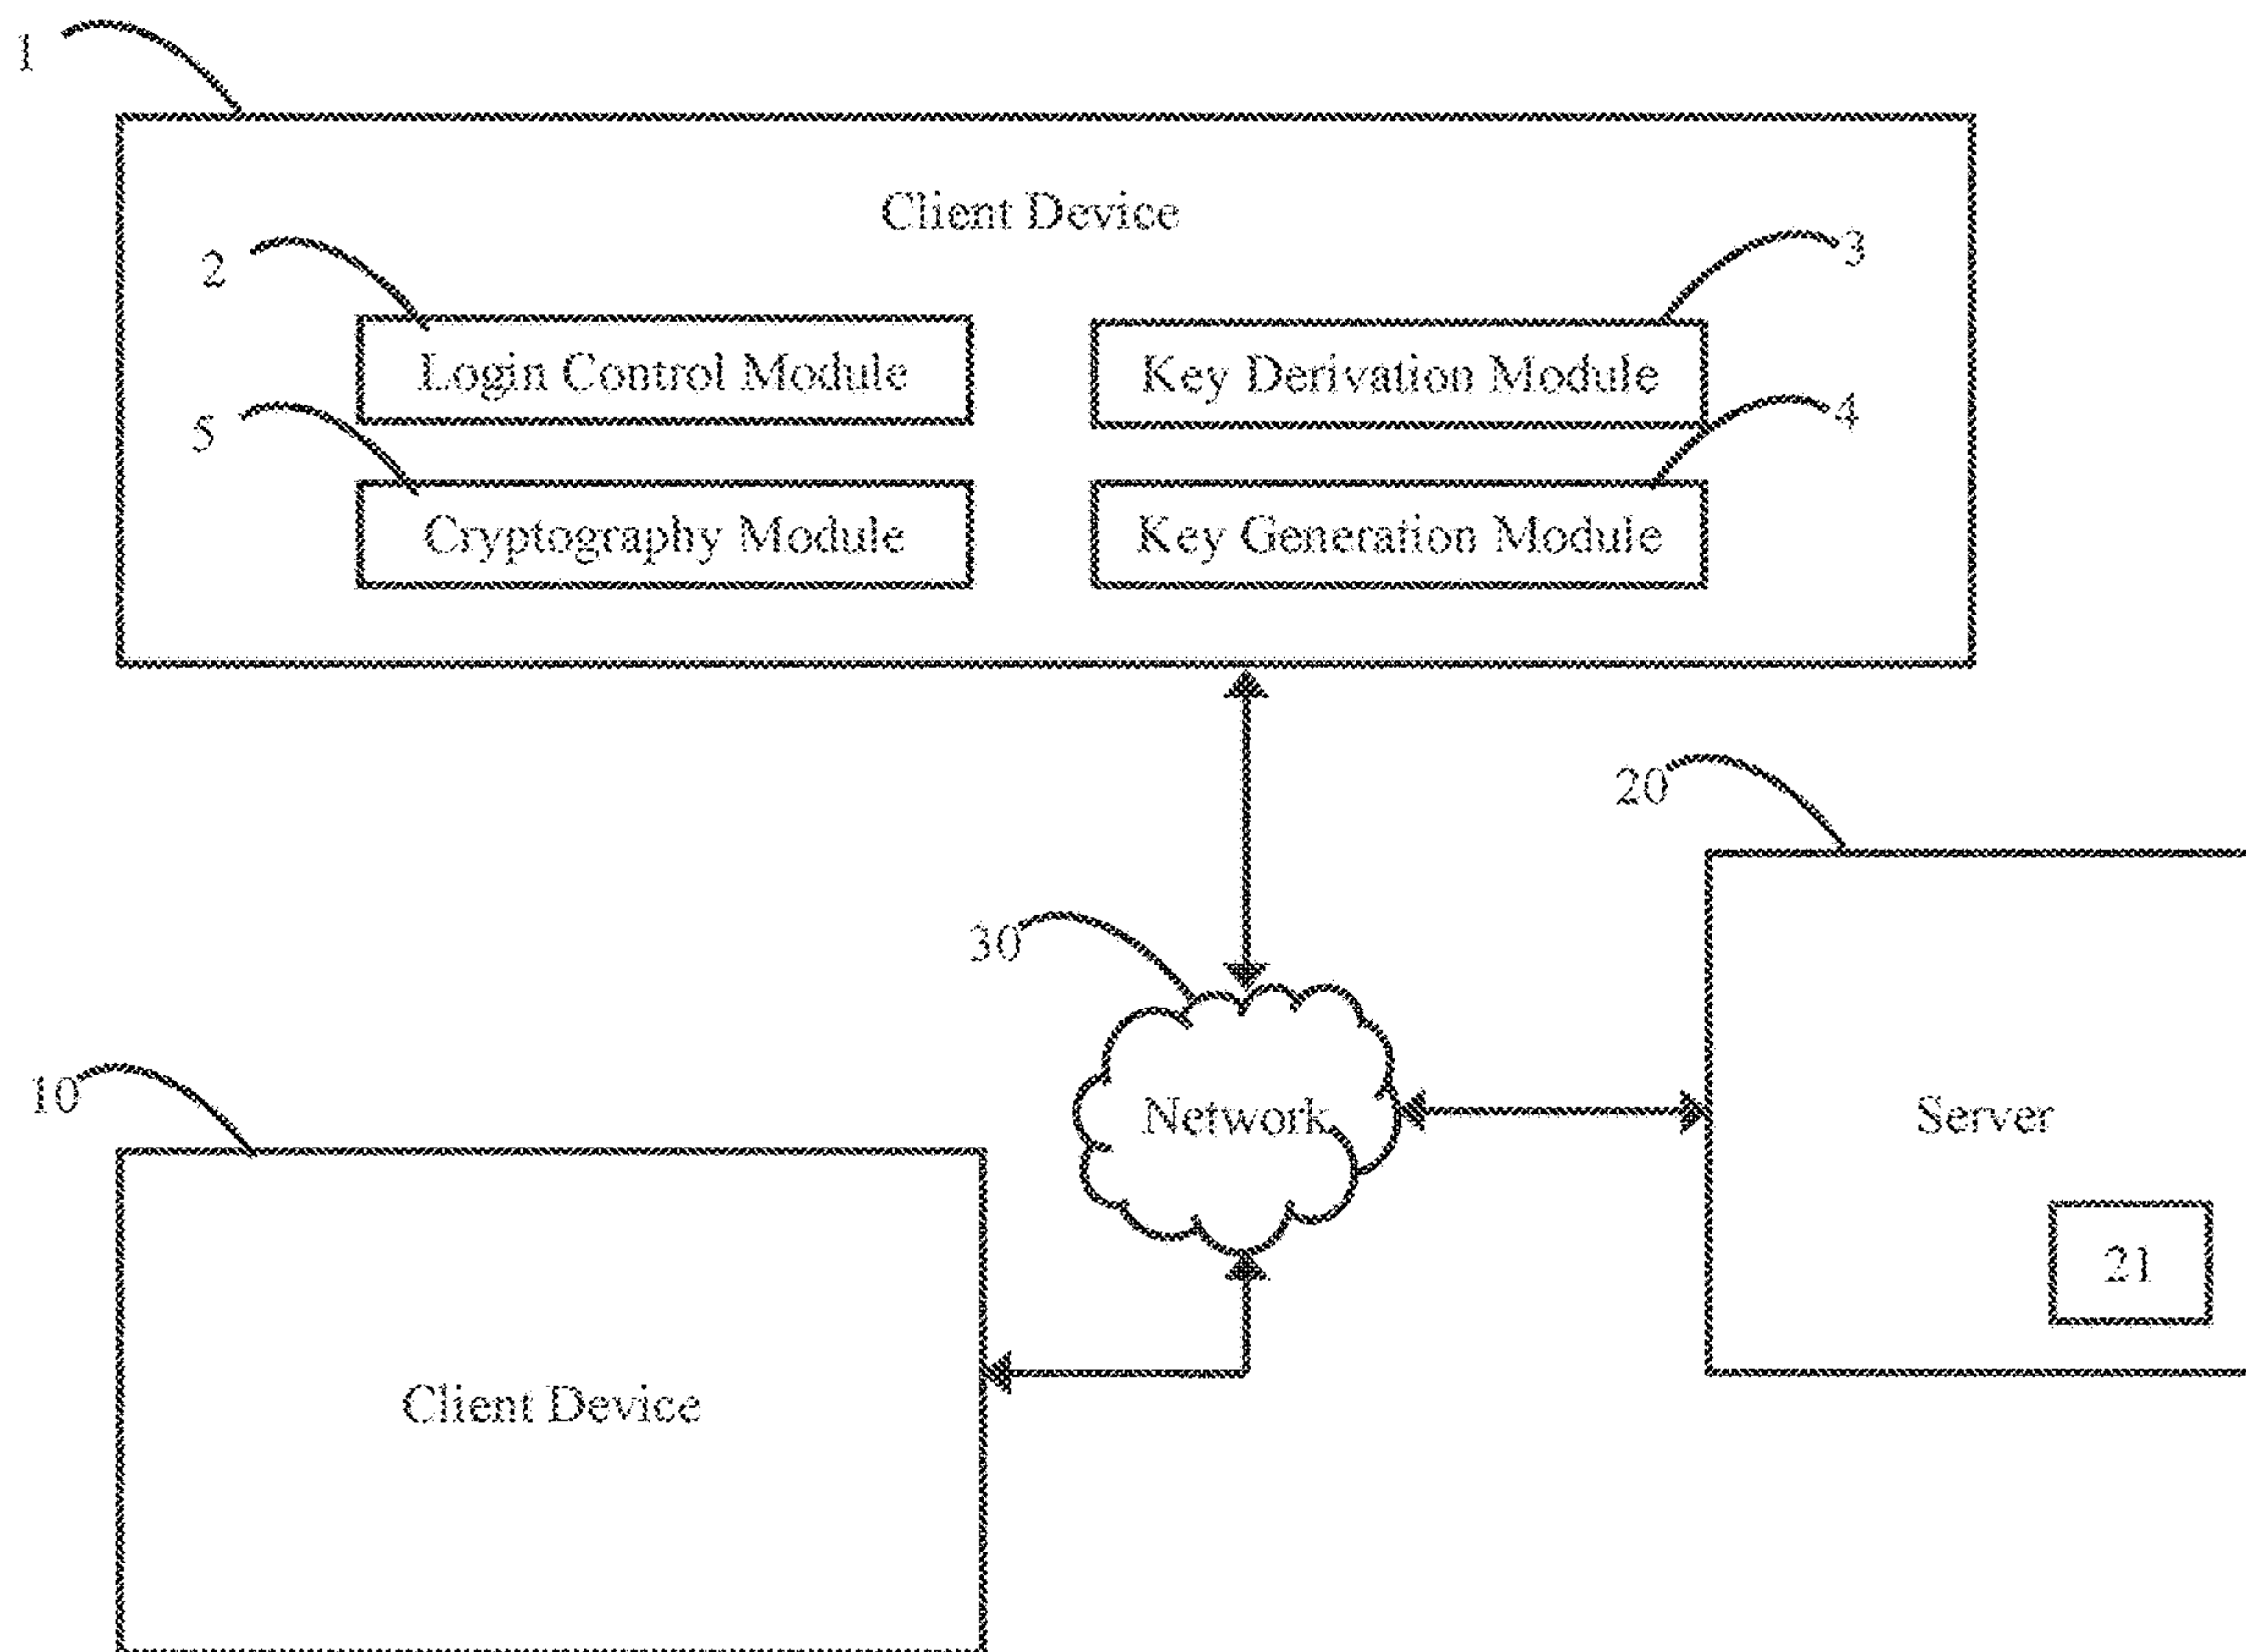 1
Client Device
2
3
Login Control Module
Key Derivation Module
5
4
Cryptography Module
Key Generation Module
20
30
10
Network
Server
21
Client Device